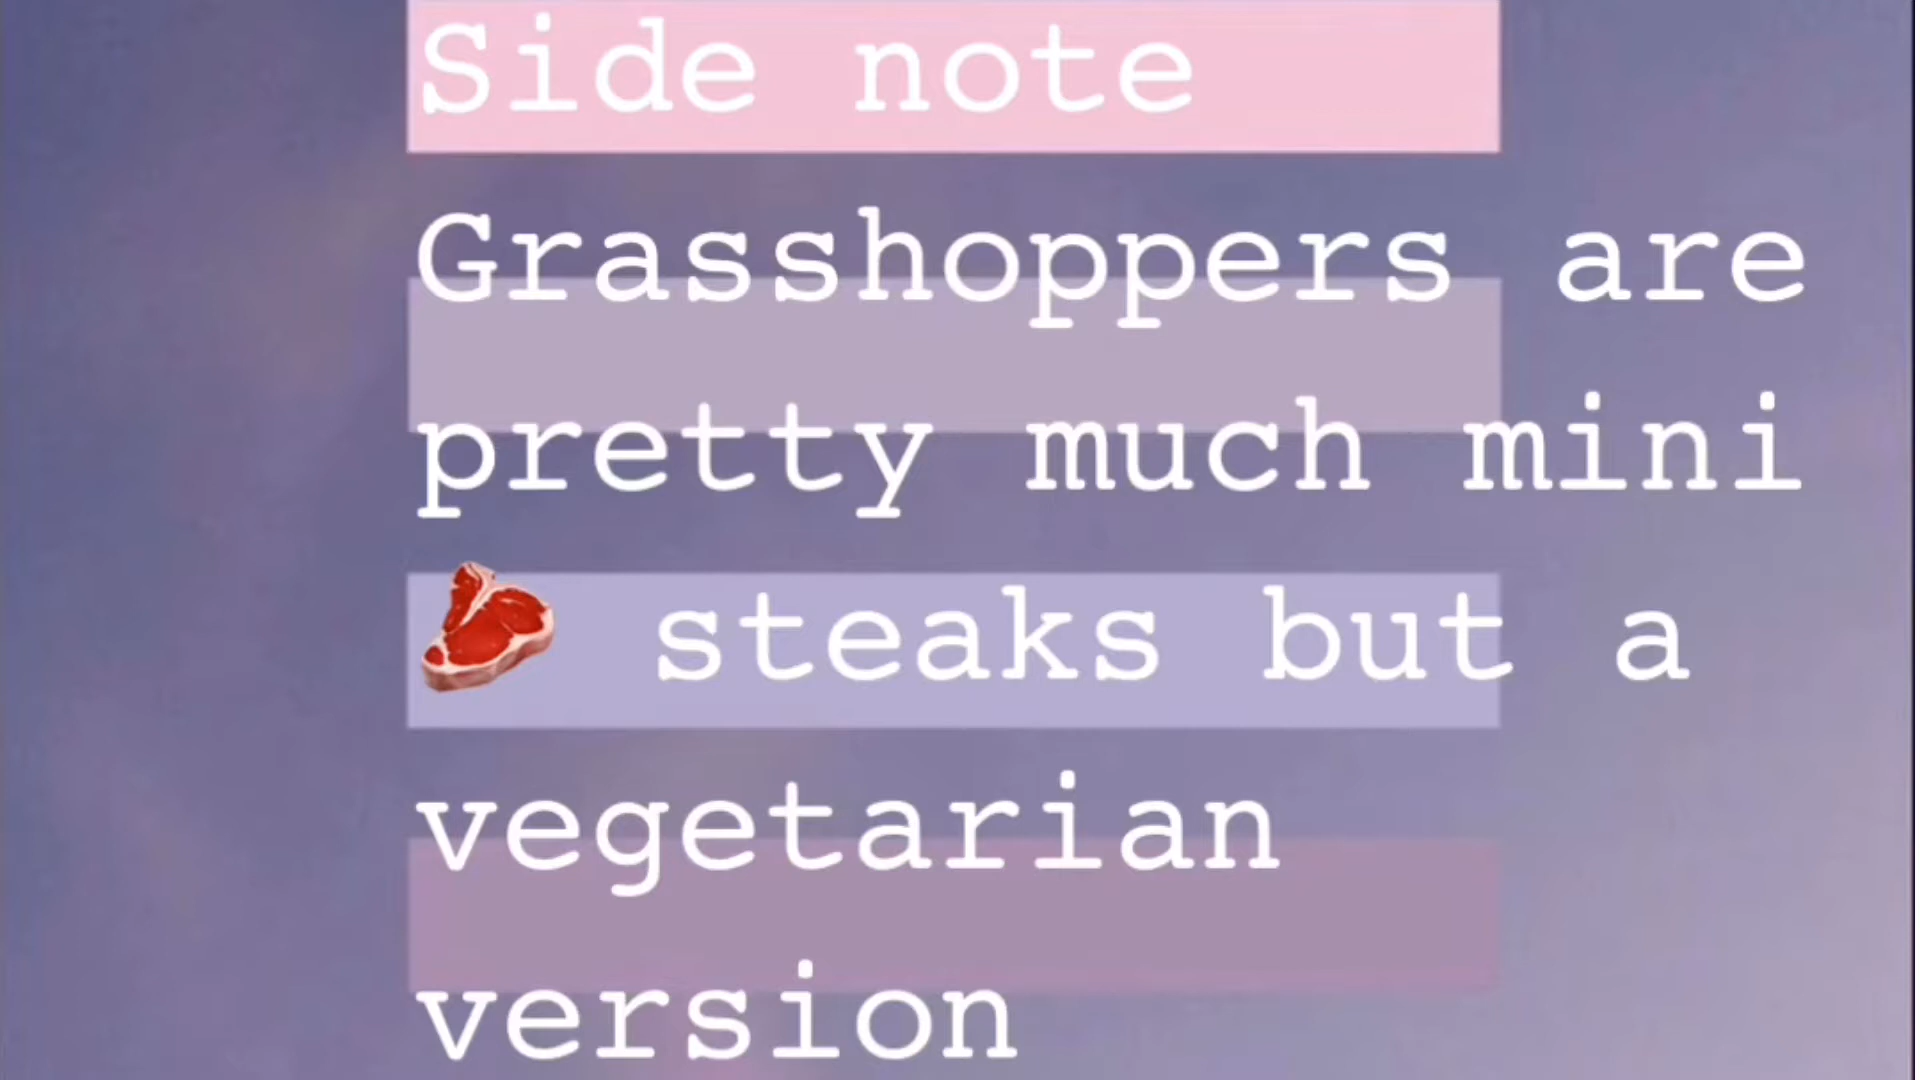 Side note
Grasshoppers are
pretty much mini
🥩 steaks but a
vegetarian
version